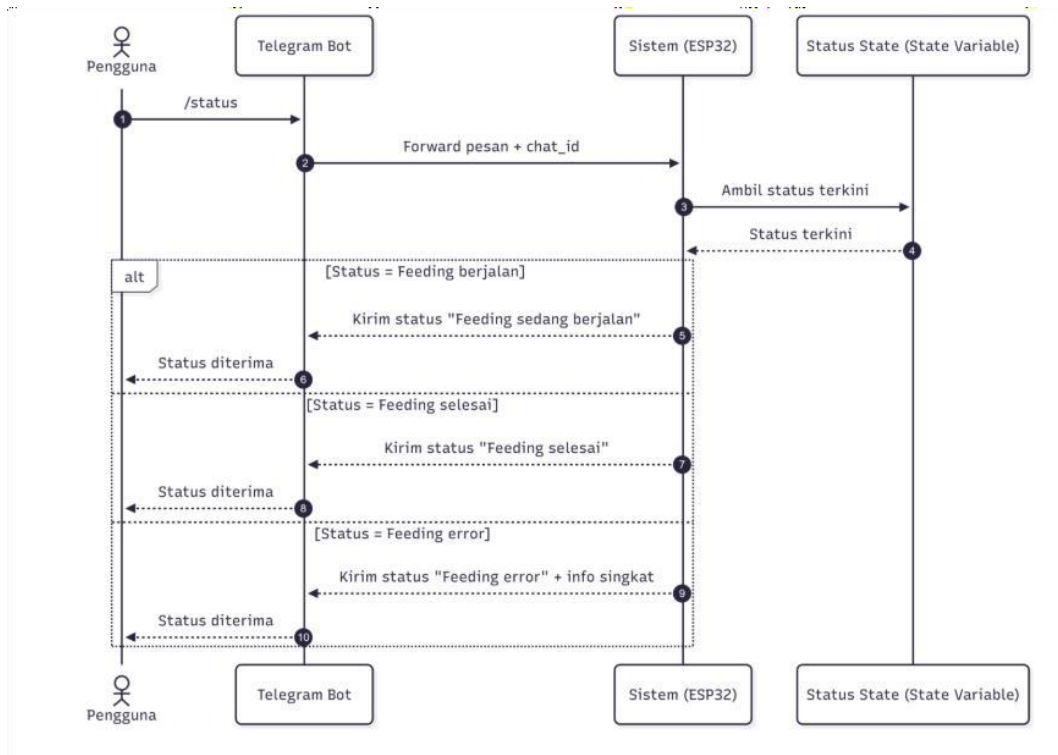 Pengguna
Telegram Bot
Sistem (ESP32)
Status State (State Variable)
1
/status
2
Forward pesan + chat_id
3
Ambil status terkini
Status terkini
4
alt
[Status = Feeding berjalan]
Kirim status "Feeding sedang berjalan"
5
Status diterima
6
[Status = Feeding selesai]
Kirim status "Feeding selesai"
7
Status diterima
8
[Status = Feeding error]
Kirim status "Feeding error" + info singkat
9
Status diterima
10
Pengguna
Telegram Bot
Sistem (ESP32)
Status State (State Variable)